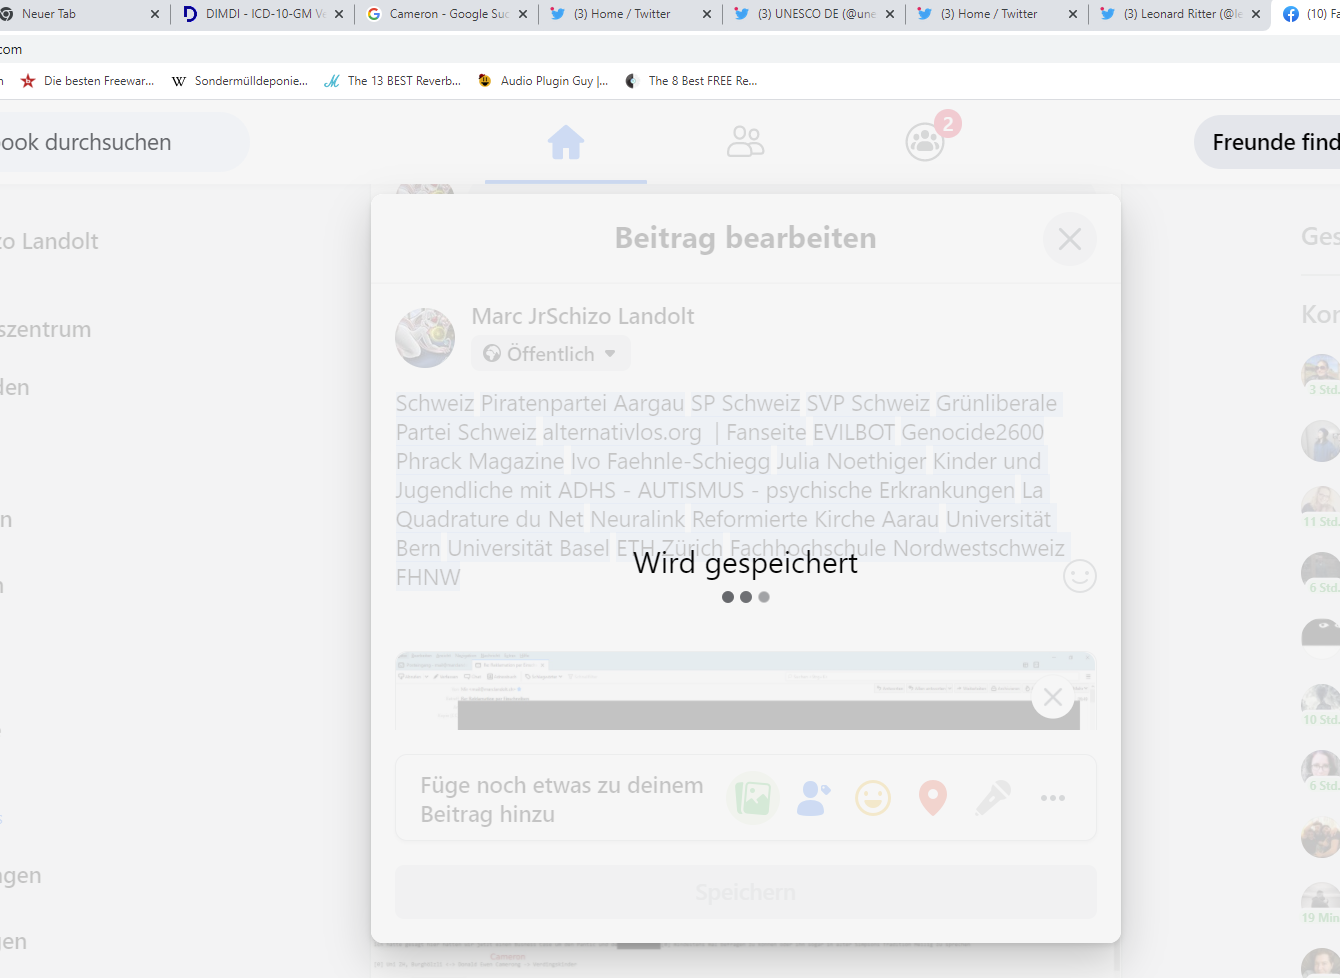 Neuer Tab
DIMDI - ICD-10-GM Ve
Cameron - Google Suc
(3) Home / Twitter
(3) UNESCO DE (@une
(3) Home / Twitter
(3) Leonard Ritter (@le
(10) Fa
com
n
Die besten Freewar...
Sondermülldeponie...
The 13 BEST Reverb...
Audio Plugin Guy |...
The 8 Best FREE Re...
ook durchsuchen
2
Freunde find
zo Landolt
szentrum
den
n
n
s
ngen
gen
Beitrag bearbeiten
Marc JrSchizo Landolt
Öffentlich
Schweiz Piratenpartei Aargau SP Schweiz SVP Schweiz Grünliberale
Partei Schweiz alternativlos.org | Fanseite EVILBOT Genocide2600
Phrack Magazine Ivo Faehnle-Schiegg Julia Noethiger Kinder und
Jugendliche mit ADHS - AUTISMUS - psychische Erkrankungen La
Quadrature du Net Neuralink Reformierte Kirche Aarau Universität
Bern Universität Basel ETH Zürich Fachhochschule Nordwestschweiz
FHNW
Wird gespeichert
Füge noch etwas zu deinem
Beitrag hinzu
Speichern
Cameron
Ges
Kon
3 Std.
11 Std.
6 Std.
10 Std.
6 Std.
19 Min